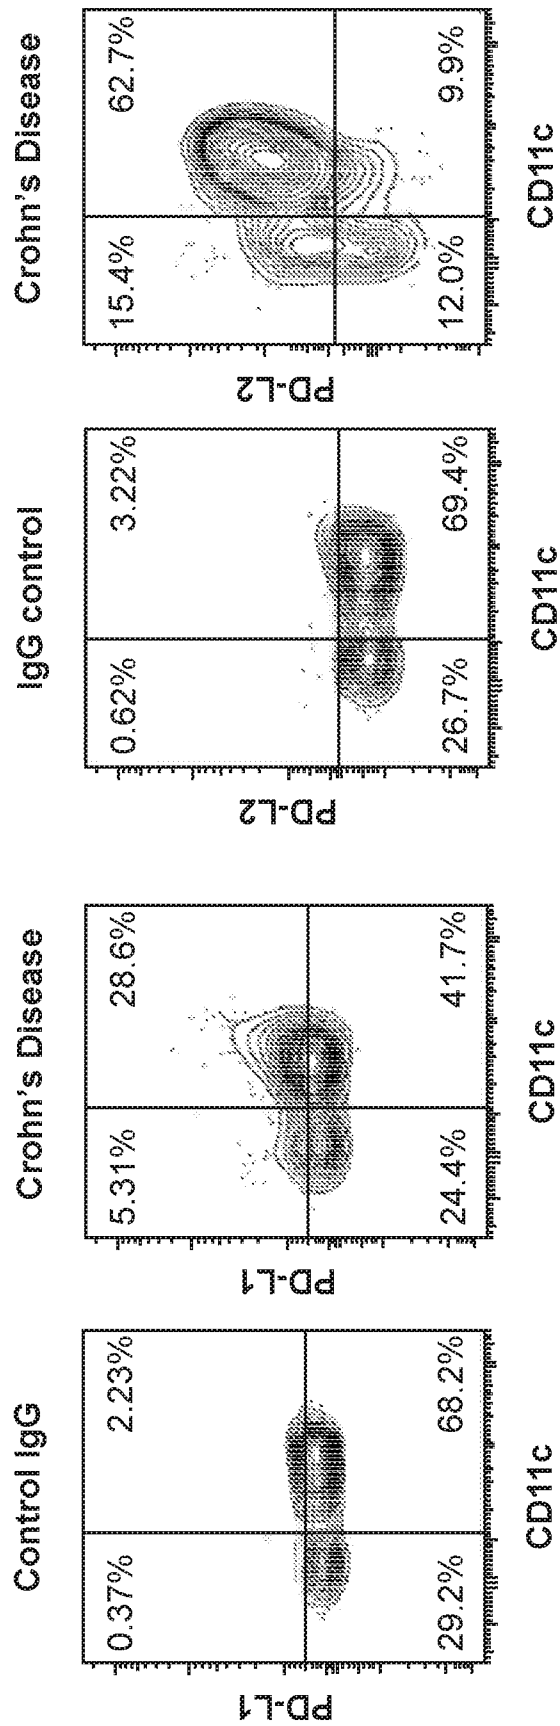 Control IgG
0.37% 2.23%
29.2% 68.2%
PD-L1
CD11c
Crohn's Disease
5.31% 28.6%
24.4% 41.7%
PD-L1
CD11c
IgG control
0.62% 3.22%
26.7% 69.4%
PD-L2
CD11c
Crohn's Disease
15.4% 62.7%
12.0% 9.9%
PD-L2
CD11c